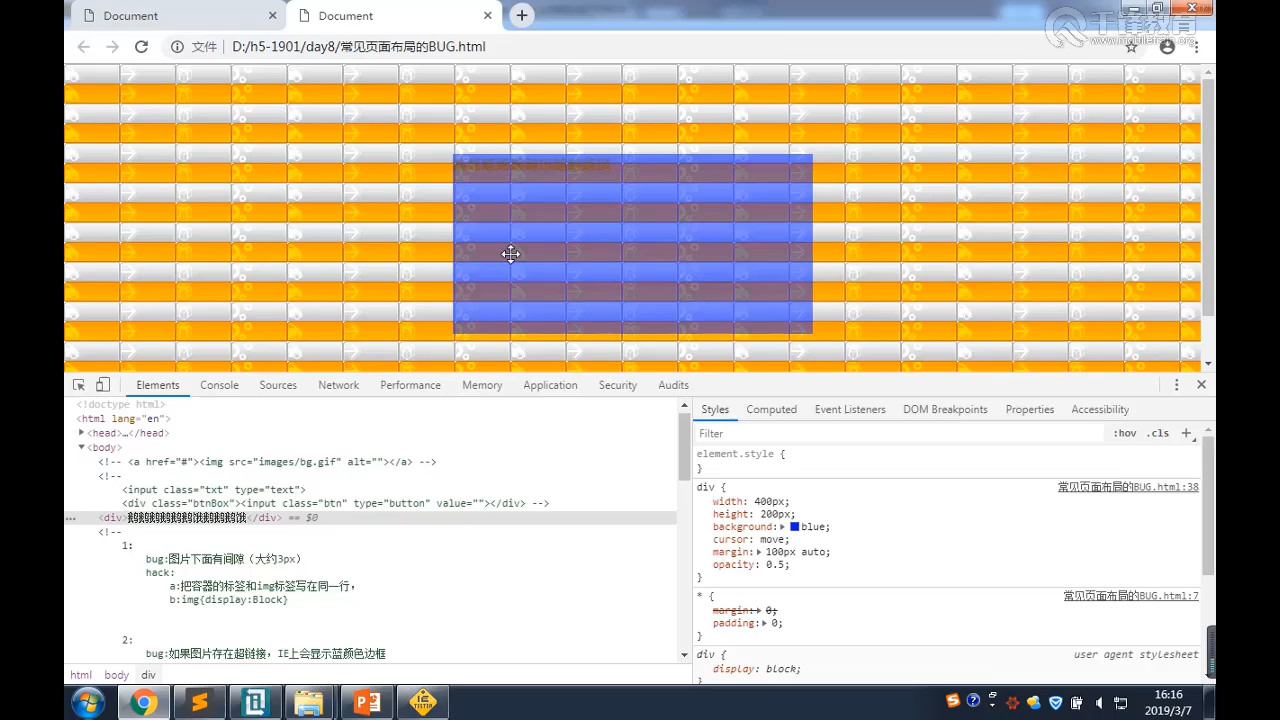 Document
Document
千锋教育
www.mobiletrain.org
文件
D:/h5-1901/day8/常见页面布局的BUG.html
Elements
Console
Sources
Network
Performance
Memory
Application
Security
Audits
<!doctype html>
<html lang="en">
<head>…</head>
<body>
<!-- <a href="#"><img src="images/bg.gif" alt=""></a> -->
<!--
<input class="txt" type="text">
<div class="btnBox"><input class="btn" type="button" value=""></div> -->
</div> == $0
<!--
1:
bug:图片下面有间隙（大约3px）
hack:
a:把容器的标签和img标签写在同一行，
b:img{display:Block}
2:
bug:如果图片存在超链接，IE上会显示蓝颜色边框
html body div
Styles
Computed
Event Listeners
DOM Breakpoints
Properties
Accessibility
Filter
:hov .cls +
element.style {
}
div {
常见页面布局的BUG.html:38
width: 400px;
height: 200px;
background: blue;
cursor: move;
margin: 100px auto;
opacity: 0.5;
}
* {
常见页面布局的BUG.html:7
margin: 0;
padding: 0;
}
div {
user agent stylesheet
display: block;
}
16:16
2019/3/7